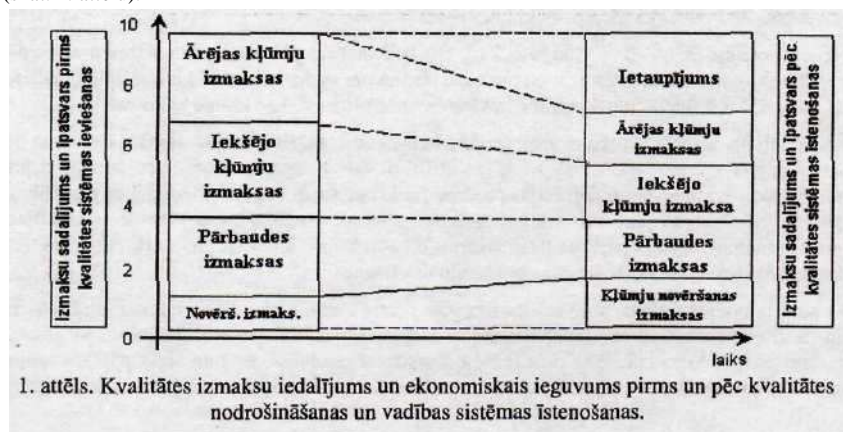 Izmaksu sadalījums un īpatsvars pirms
kvalitātes sistēmas ieviešanas
10
8
6
4
2
0
Ārējas kļūmju
izmaksas
Iekšējo
kļūmju
izmaksas
Pārbaudes
izmaksas
Novērš. izmaks.
Ietaupījums
Ārējas kļūmju
izmaksas
Iekšējo
kļūmju izmaksa
Pārbaudes
izmaksas
Kļūmju novēršanas
izmaksas
Izmaksu sadalījums un īpatsvars pēc
kvalitātes sistēmas īstenošanas
laiks
1. attēls. Kvalitātes izmaksu iedalījums un ekonomiskais ieguvums pirms un pēc kvalitātes
nodrošināšanas un vadības sistēmas īstenošanas.